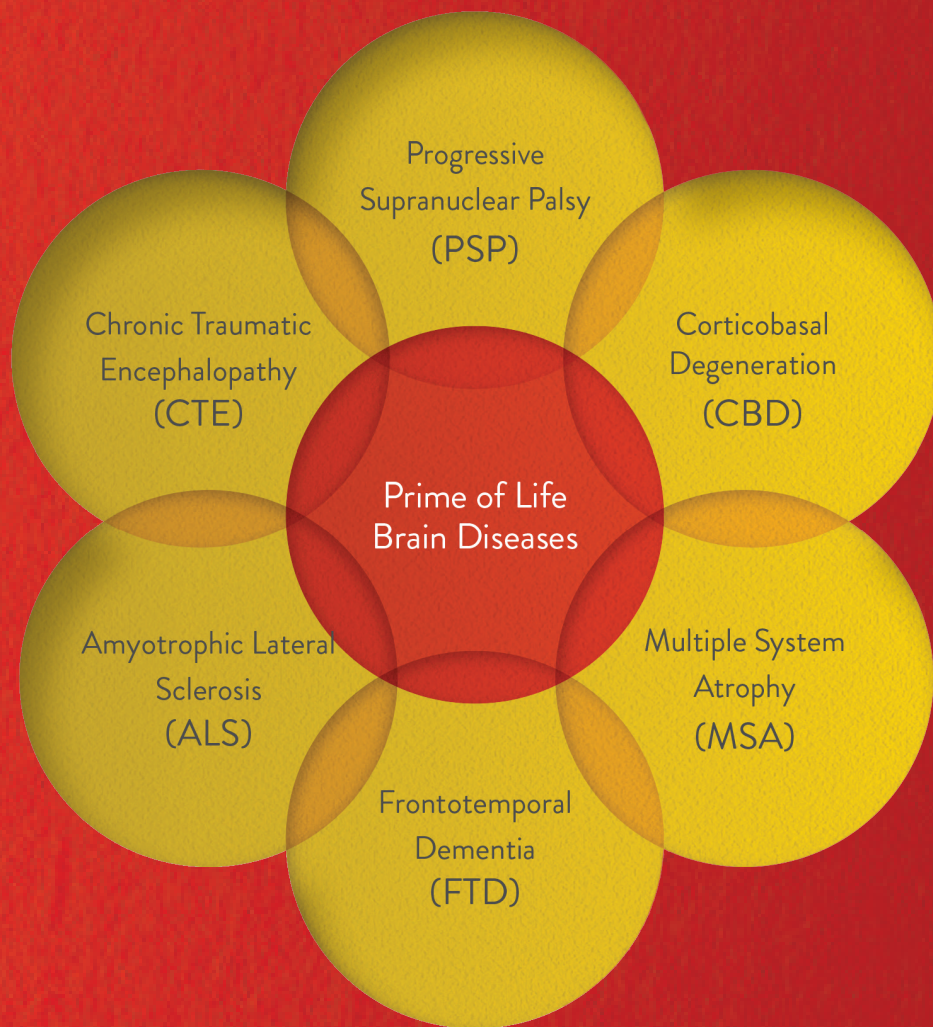 Progressive
Supranuclear Palsy
(PSP)
Chronic Traumatic
Encephalopathy
(CTE)
Corticobasal
Degeneration
(CBD)
Prime of Life
Brain Diseases
Amyotrophic Lateral
Sclerosis
(ALS)
Multiple System
Atrophy
(MSA)
Frontotemporal
Dementia
(FTD)